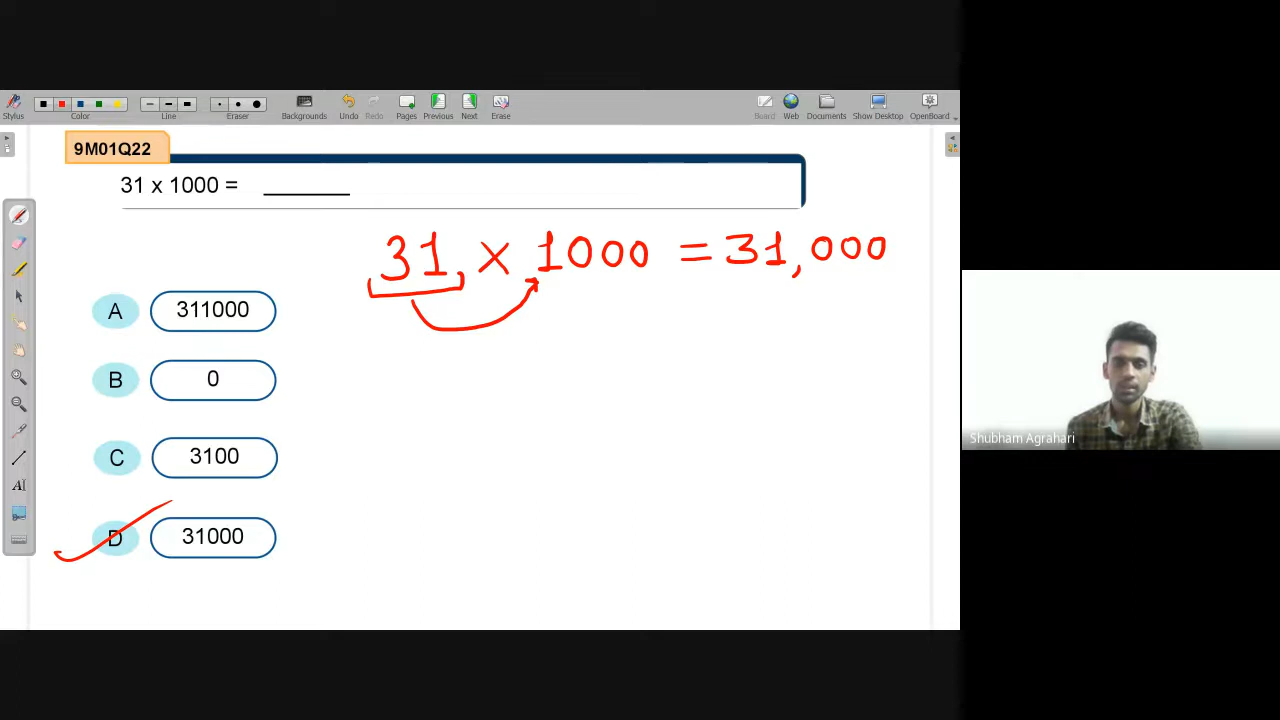 Stylus
Color
Line
Eraser
Backgrounds
Undo
Redo
Pages
Previous
Next
Erase
Board
Web
Documents
Show Desktop
OpenBoard
9M01Q22
31 x 1000 = _______
31 × 1000 = 31,000
A 311000
B 0
C 3100
D 31000
Shubham Agrahari